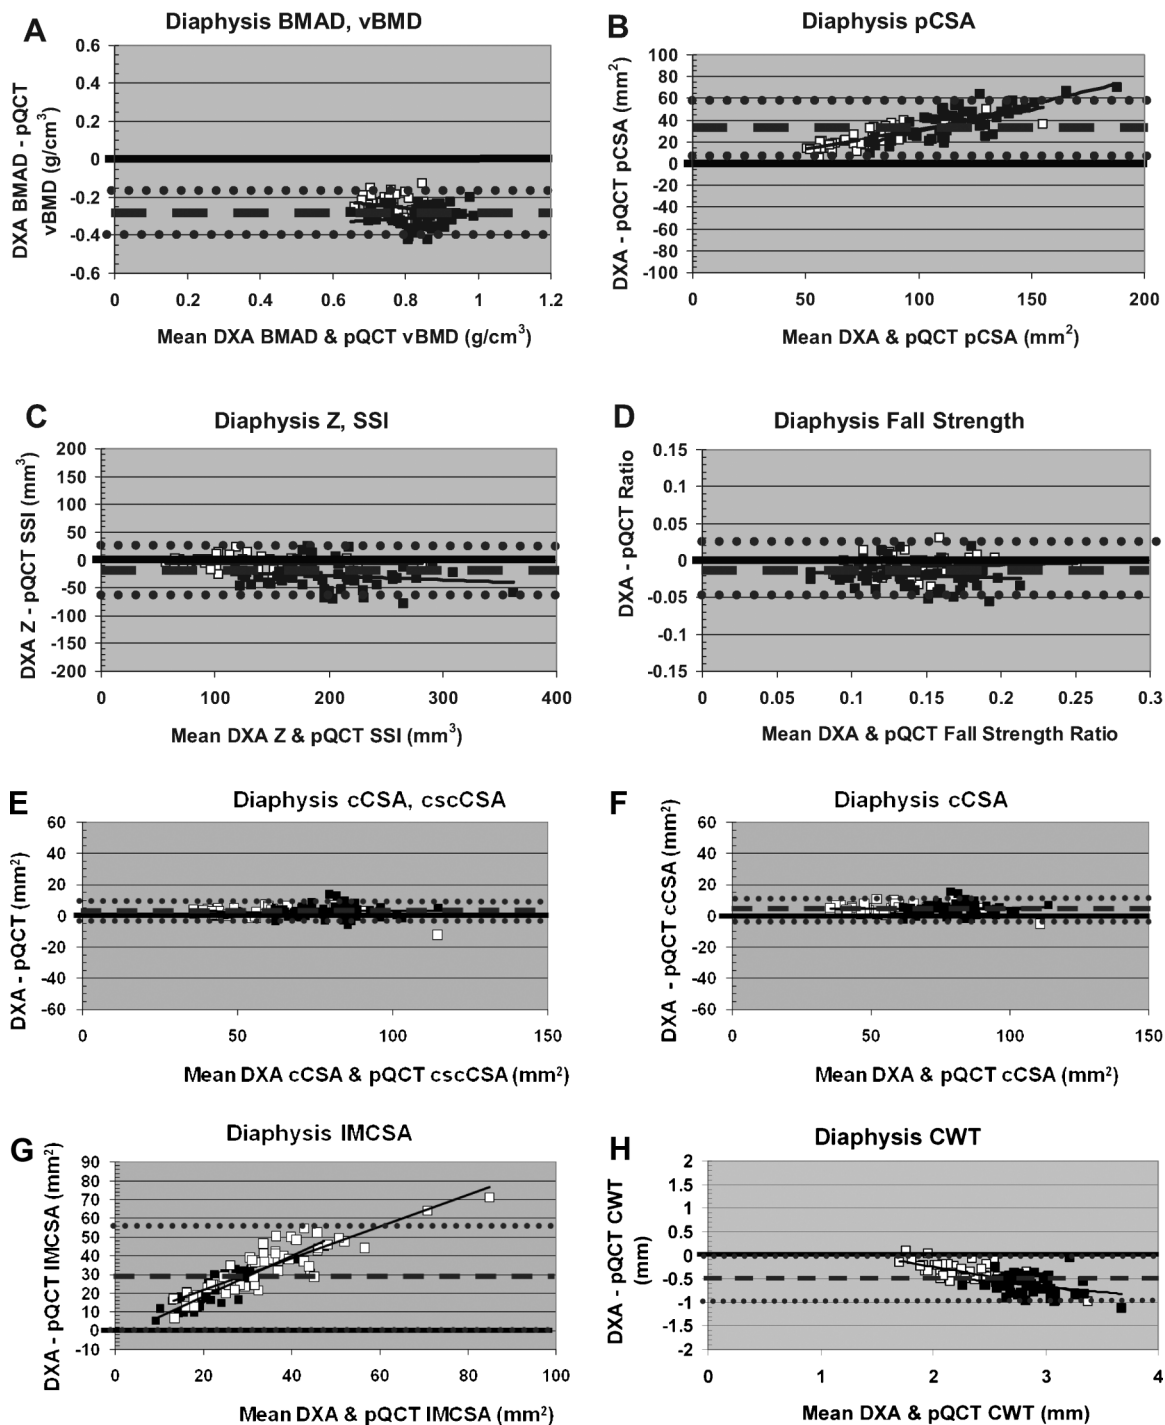 A
Diaphysis BMAD, vBMD
DXA BMAD - pQCT
vBMD (g/cm³)
0.6
0.4
0.2
0
-0.2
-0.4
-0.6
0 0.2 0.4 0.6 0.8 1 1.2
Mean DXA BMAD & pQCT vBMD (g/cm³)
B
Diaphysis pCSA
DXA - pQCT pCSA (mm²)
100
80
60
40
20
0
-20
-40
-60
-80
-100
0 50 100 150 200
Mean DXA & pQCT pCSA (mm²)
C
Diaphysis Z, SSI
DXA Z - pQCT SSI (mm³)
200
150
100
50
0
-50
-100
-150
-200
0 100 200 300 400
Mean DXA Z & pQCT SSI (mm³)
D
Diaphysis Fall Strength
DXA - pQCT Ratio
0.15
0.1
0.05
0
-0.05
-0.1
-0.15
0 0.05 0.1 0.15 0.2 0.25 0.3
Mean DXA & pQCT Fall Strength Ratio
E
Diaphysis cCSA, cscCSA
DXA - pQCT (mm²)
60
40
20
0
-20
-40
-60
0 50 100 150
Mean DXA cCSA & pQCT cscCSA (mm²)
F
Diaphysis cCSA
DXA - pQCT cCSA (mm²)
60
40
20
0
-20
-40
-60
0 50 100 150
Mean DXA & pQCT cCSA (mm²)
G
Diaphysis IMCSA
DXA - pQCT IMCSA (mm²)
90
80
70
60
50
40
30
20
10
0
-10
0 20 40 60 80 100
Mean DXA & pQCT IMCSA (mm²)
H
Diaphysis CWT
DXA - pQCT CWT
(mm)
2
1.5
1
0.5
0
-0.5
-1
-1.5
-2
0 1 2 3 4
Mean DXA & pQCT CWT (mm)